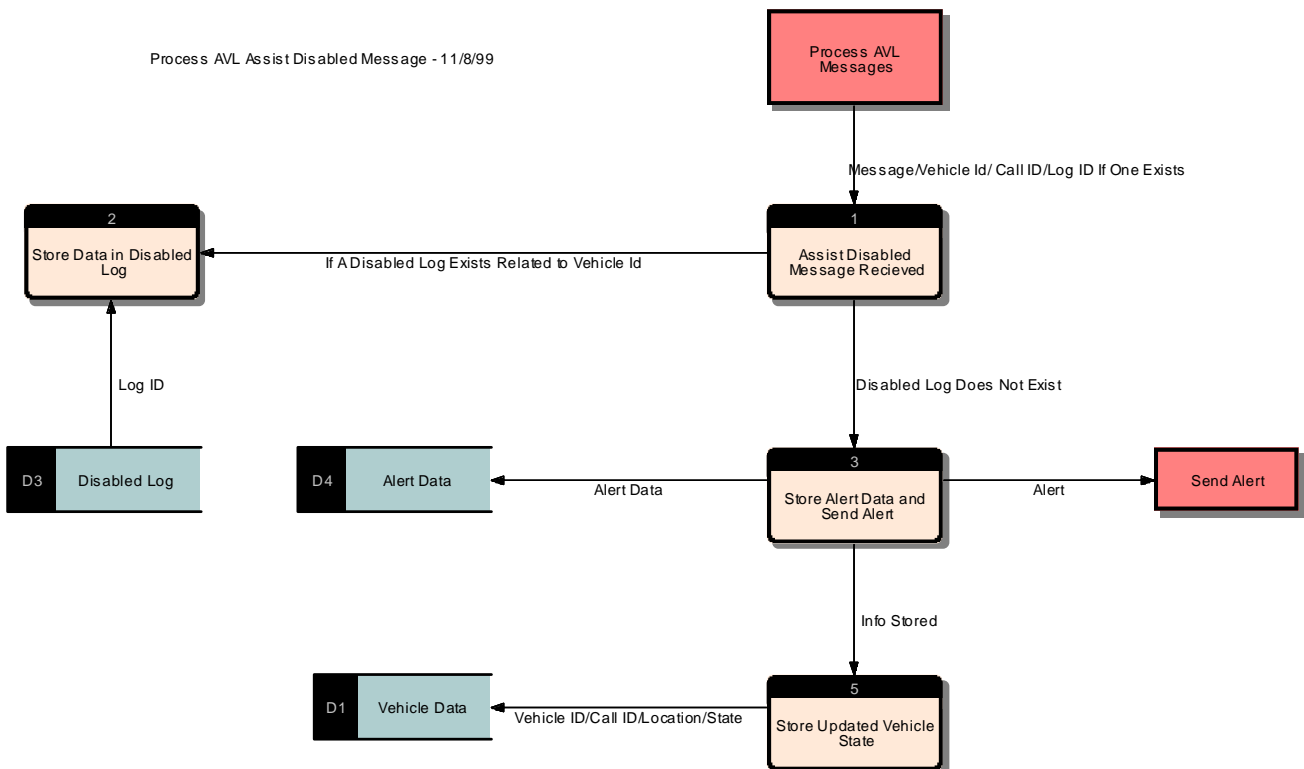 Process AVL Assist Disabled Message - 11/8/99
Process AVL
Messages
Message/Vehicle Id/ Call ID/Log ID If One Exists
2
Store Data in Disabled
Log
If A Disabled Log Exists Related to Vehicle Id
1
Assist Disabled
Message Recieved
Log ID
Disabled Log Does Not Exist
D3
Disabled Log
D4
Alert Data
Alert Data
3
Store Alert Data and
Send Alert
Alert
Send Alert
Info Stored
D1
Vehicle Data
Vehicle ID/Call ID/Location/State
5
Store Updated Vehicle
State